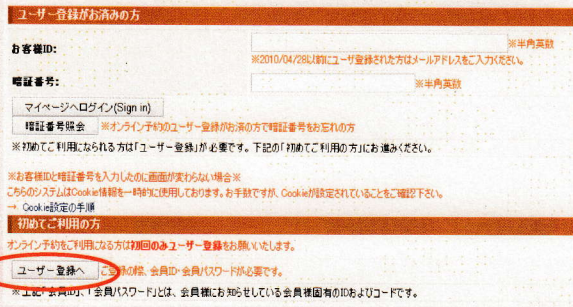 ユーザー登録がお済みの方
お客様ID:
※半角英数
※2010/04/28以前にユーザ登録された方はメールアドレスをご入力ください。
暗証番号:
※半角英数
マイページへログイン(Sign in)
暗証番号照会 ※オンライン予約のユーザー登録がお済の方で暗証番号をお忘れの方
※初めてご利用になられる方は「ユーザー登録」が必要です。下記の「初めてご利用の方」にお進みください。
※お客様IDと暗証番号を入力したのに画面が変わらない場合※
こちらのシステムはCookie情報を一時的に使用しております。お手数ですが、Cookieが設定されていることをご確認下さい。
→ Cookie設定の手順
初めてご利用の方
オンライン予約をご利用になる方は初回のみユーザー登録をお願いいたします。
ユーザー登録へ ご登録の際、会員ID・会員パスワードが必要です。
※上記「会員ID」、「会員パスワード」とは、会員様にお知らせしている会員様固有のIDおよびコードです。